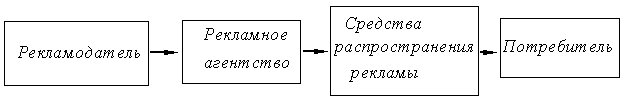 Рекламодатель
Рекламное
агентство
Средства
распространения
рекламы
Потребитель